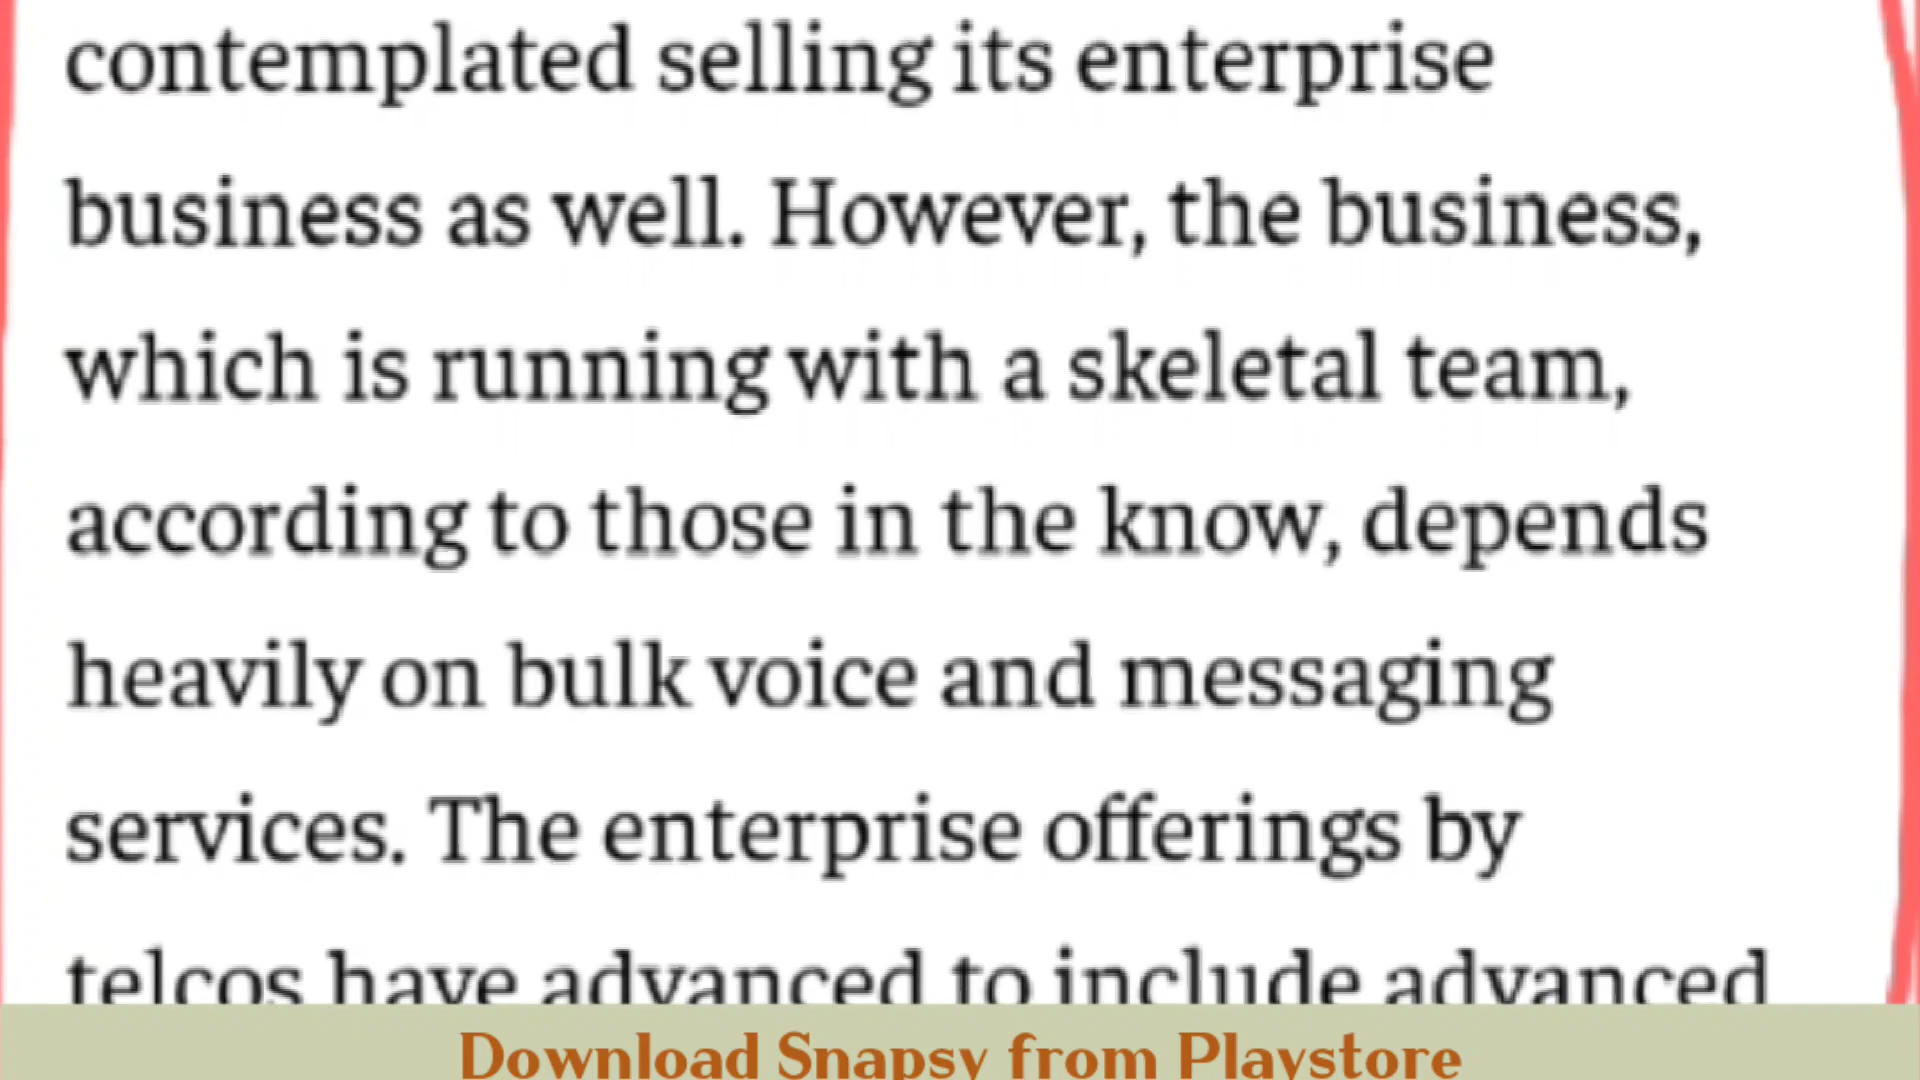 contemplated selling its enterprise
business as well. However, the business,
which is running with a skeletal team,
according to those in the know, depends
heavily on bulk voice and messaging
services. The enterprise offerings by
telcos have advanced to include advanced
Download Snapsy from Playstore